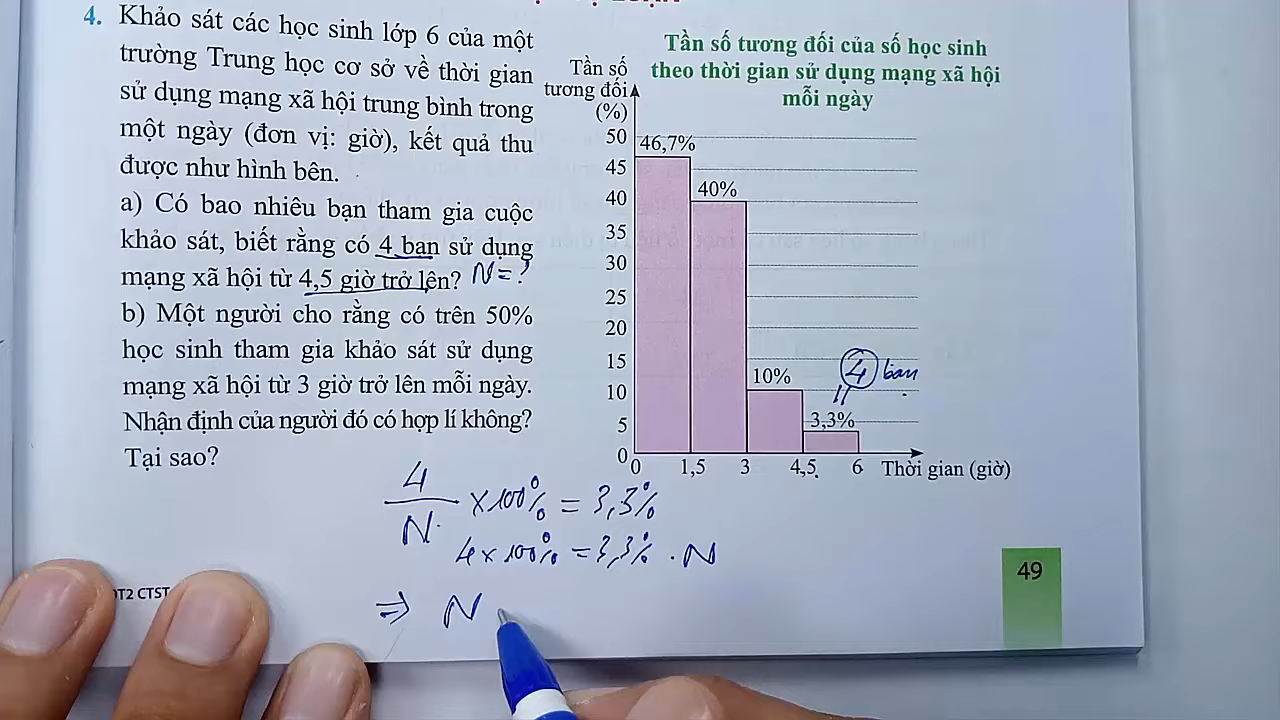 4. Khảo sát các học sinh lớp 6 của một
trường Trung học cơ sở về thời gian
sử dụng mạng xã hội trung bình trong
một ngày (đơn vị: giờ), kết quả thu
được như hình bên.
a) Có bao nhiêu bạn tham gia cuộc
khảo sát, biết rằng có 4 bạn sử dụng
mạng xã hội từ 4,5 giờ trở lên? N = ?
b) Một người cho rằng có trên 50%
học sinh tham gia khảo sát sử dụng
mạng xã hội từ 3 giờ trở lên mỗi ngày.
Nhận định của người đó có hợp lí không?
Tại sao?
Tần số tương đối của số học sinh
theo thời gian sử dụng mạng xã hội
mỗi ngày
Tần số
tương đối
(%)
50
45
40
35
30
25
20
15
10
5
0
46,7%
40%
10%
3,3%
4 bạn
0 1,5 3 4,5 6 Thời gian (giờ)
4
N
× 100% = 3,3%
4 × 100% = 3,3% . N
⇒ N
T2 CTST
49